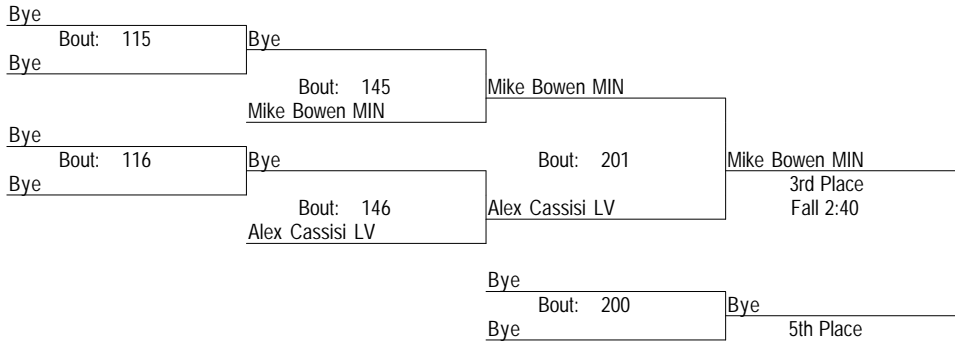 Bye
Bout: 115 Bye
Bye
Bout: 145 Mike Bowen MIN
Mike Bowen MIN
Bye
Bout: 116 Bye Bout: 201 Mike Bowen MIN
Bye 3rd Place
Bout: 146 Alex Cassisi LV Fall 2:40
Alex Cassisi LV
Bye
Bout: 200 Bye
Bye 5th Place